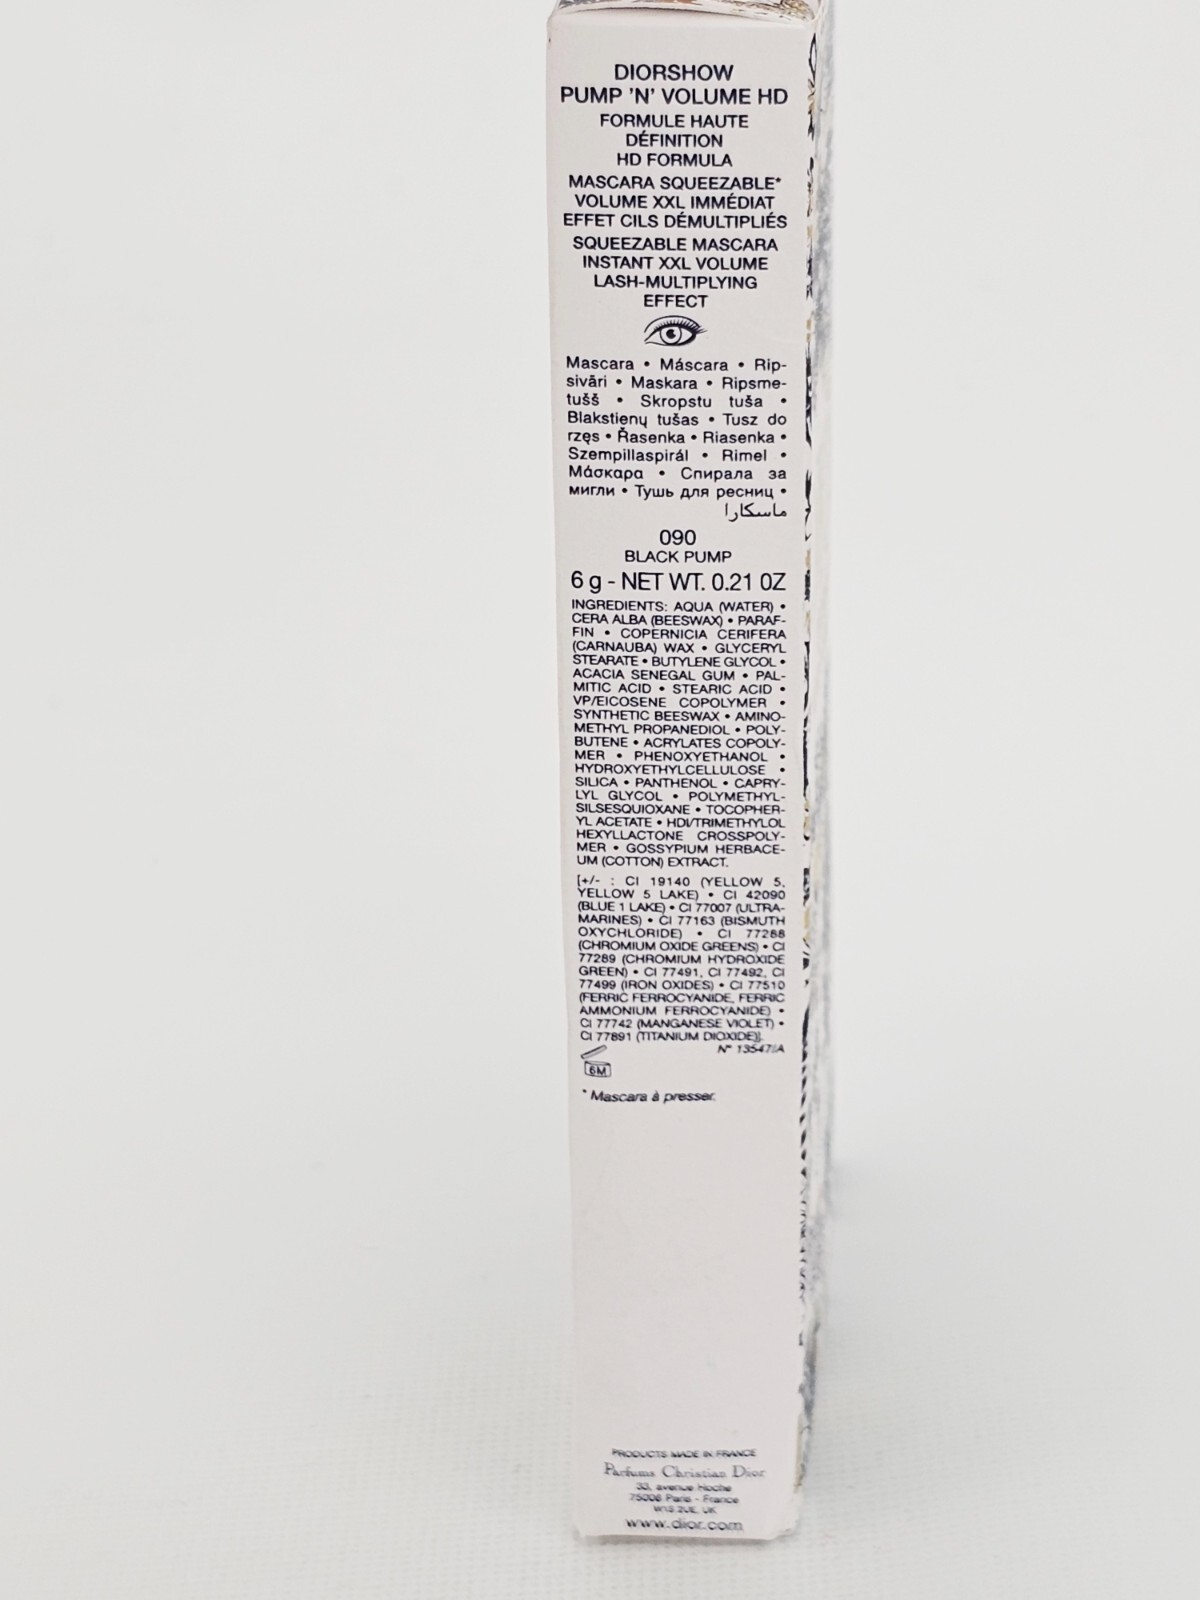 DIORSHOW
PUMP 'N' VOLUME HD
FORMULE HAUTE
DÉFINITION
HD FORMULA
MASCARA SQUEEZABLE*
VOLUME XXL IMMÉDIAT
EFFET CILS DÉMULTIPLIÉS
SQUEEZABLE MASCARA
INSTANT XXL VOLUME
LASH-MULTIPLYING
EFFECT
Mascara • Máscara • Rip-
sivāri • Maskara • Ripsme-
tušš • Skropstu tuša •
Blakstienų tušas • Tusz do
rzęs • Řasenka • Riasenka •
Szempillaspirál • Rimel •
Μάσκαρα • Спирала за
мигли • Тушь для ресниц •
ماسكارا
090
BLACK PUMP
6 g - NET WT. 0.21 OZ
INGREDIENTS: AQUA (WATER) •
CERA ALBA (BEESWAX) • PARAF-
FIN • COPERNICIA CERIFERA
(CARNAUBA) WAX • GLYCERYL
STEARATE • BUTYLENE GLYCOL •
ACACIA SENEGAL GUM • PAL-
MITIC ACID • STEARIC ACID •
VP/EICOSENE COPOLYMER •
SYNTHETIC BEESWAX • AMINO-
METHYL PROPANEDIOL • POLY-
BUTENE • ACRYLATES COPOLY-
MER • PHENOXYETHANOL •
HYDROXYETHYLCELLULOSE •
SILICA • PANTHENOL • CAPRY-
LYL GLYCOL • POLYMETHYL-
SILSESQUIOXANE • TOCOPHER-
YL ACETATE • HDI/TRIMETHYLOL
HEXYLLACTONE CROSSPOLY-
MER • GOSSYPIUM HERBACE-
UM (COTTON) EXTRACT.
[+/- : CI 19140 (YELLOW 5,
YELLOW 5 LAKE) • CI 42090
(BLUE 1 LAKE) • CI 77007 (ULTRA-
MARINES) • CI 77163 (BISMUTH
OXYCHLORIDE) • CI 77288
(CHROMIUM OXIDE GREENS) • CI
77289 (CHROMIUM HYDROXIDE
GREEN) • CI 77491, CI 77492, CI
77499 (IRON OXIDES) • CI 77510
(FERRIC FERROCYANIDE, FERRIC
AMMONIUM FERROCYANIDE) •
CI 77742 (MANGANESE VIOLET) •
CI 77891 (TITANIUM DIOXIDE)].
N° 13547/A
6M
* Mascara à presser.
PRODUCTS MADE IN FRANCE
Parfums Christian Dior
33, avenue Hoche
75008 Paris - France
W1S 2UE, UK
www.dior.com